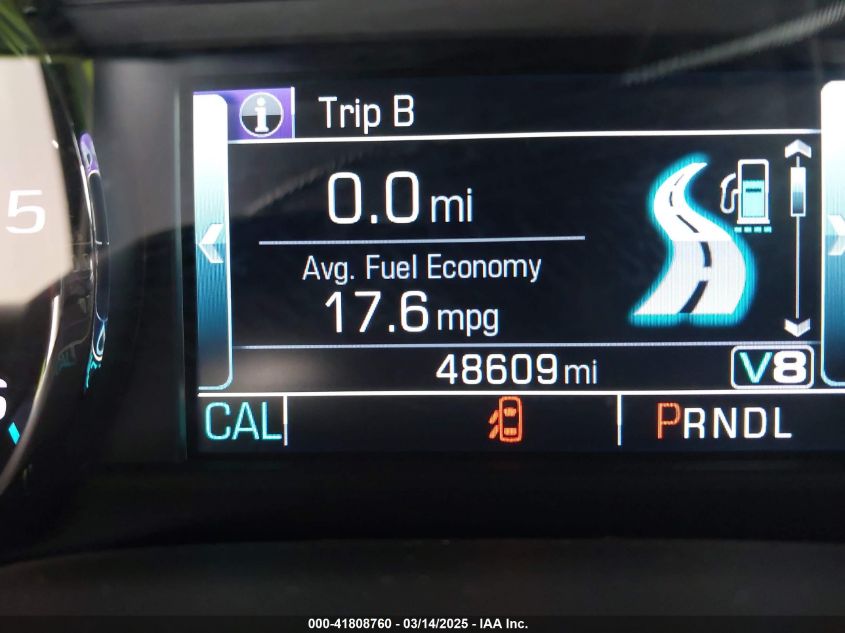 Trip B
5
0.0 mi
Avg. Fuel Economy
17.6 mpg
48609 mi V8
6
CAL PRNDL
000-41808760 - 03/14/2025 - IAA Inc.